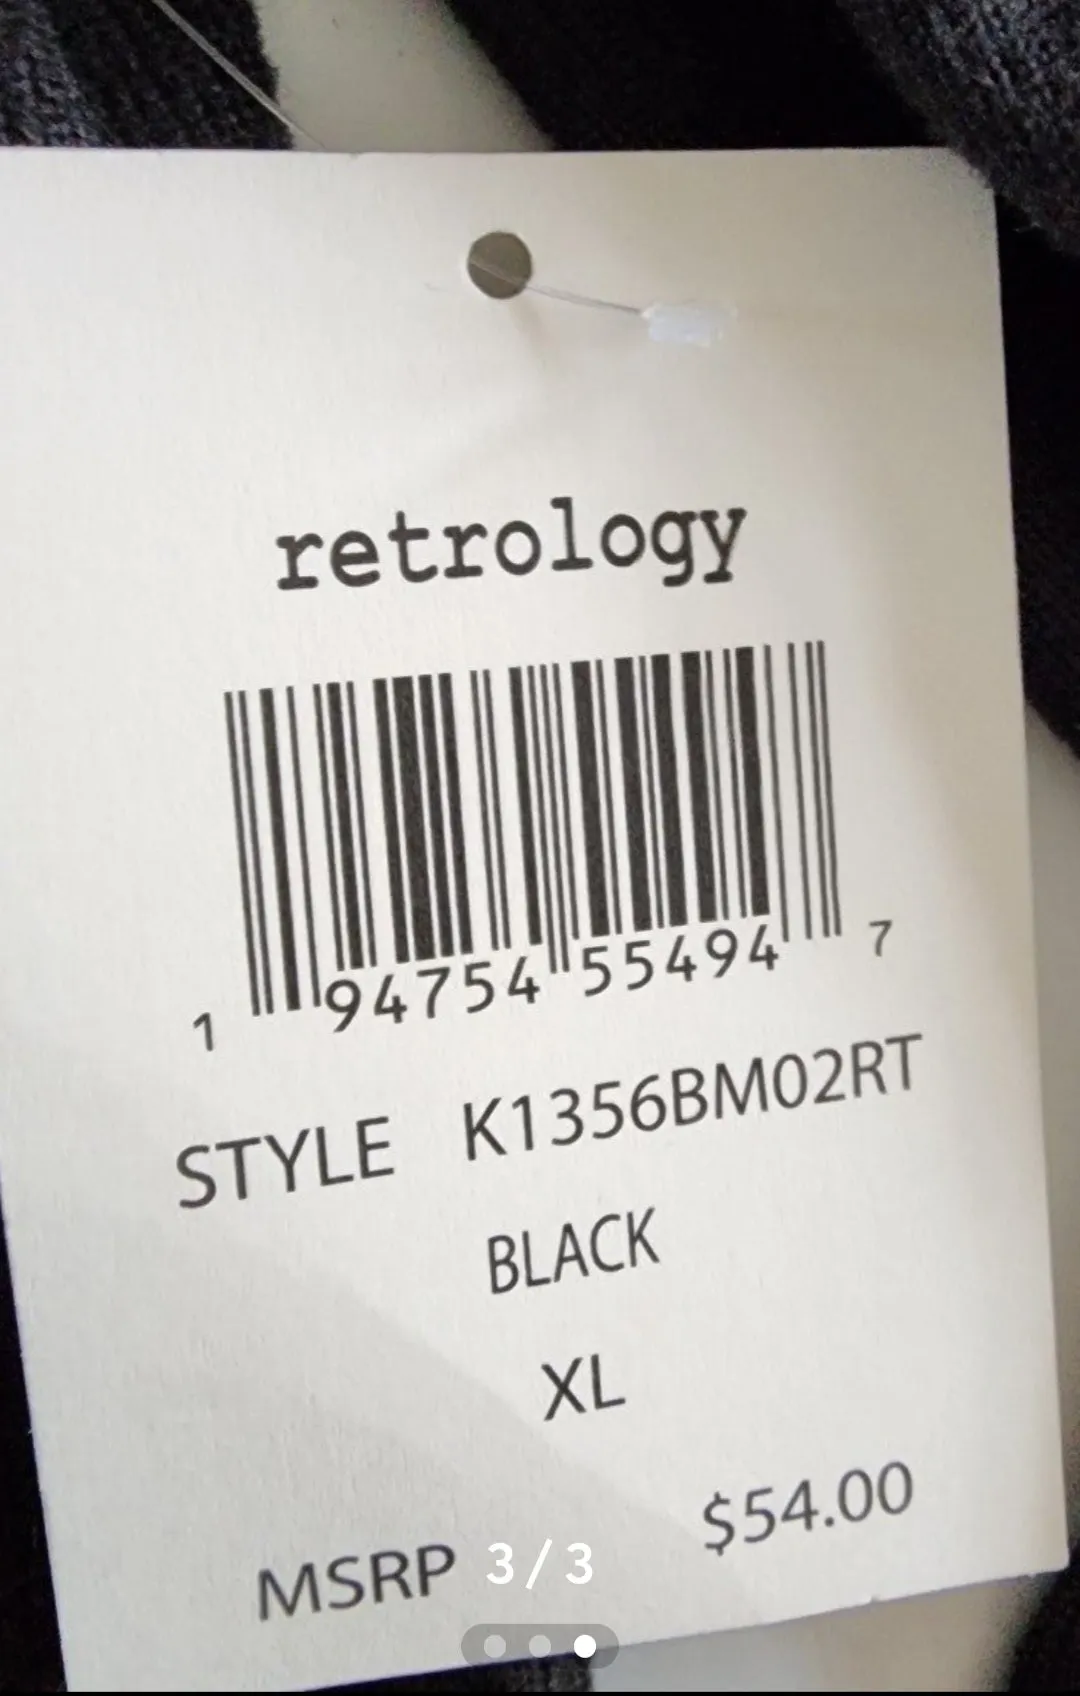 retrology
1 94754 55494 7
STYLE K1356BM02RT
BLACK
XL
MSRP $54.00
3 / 3